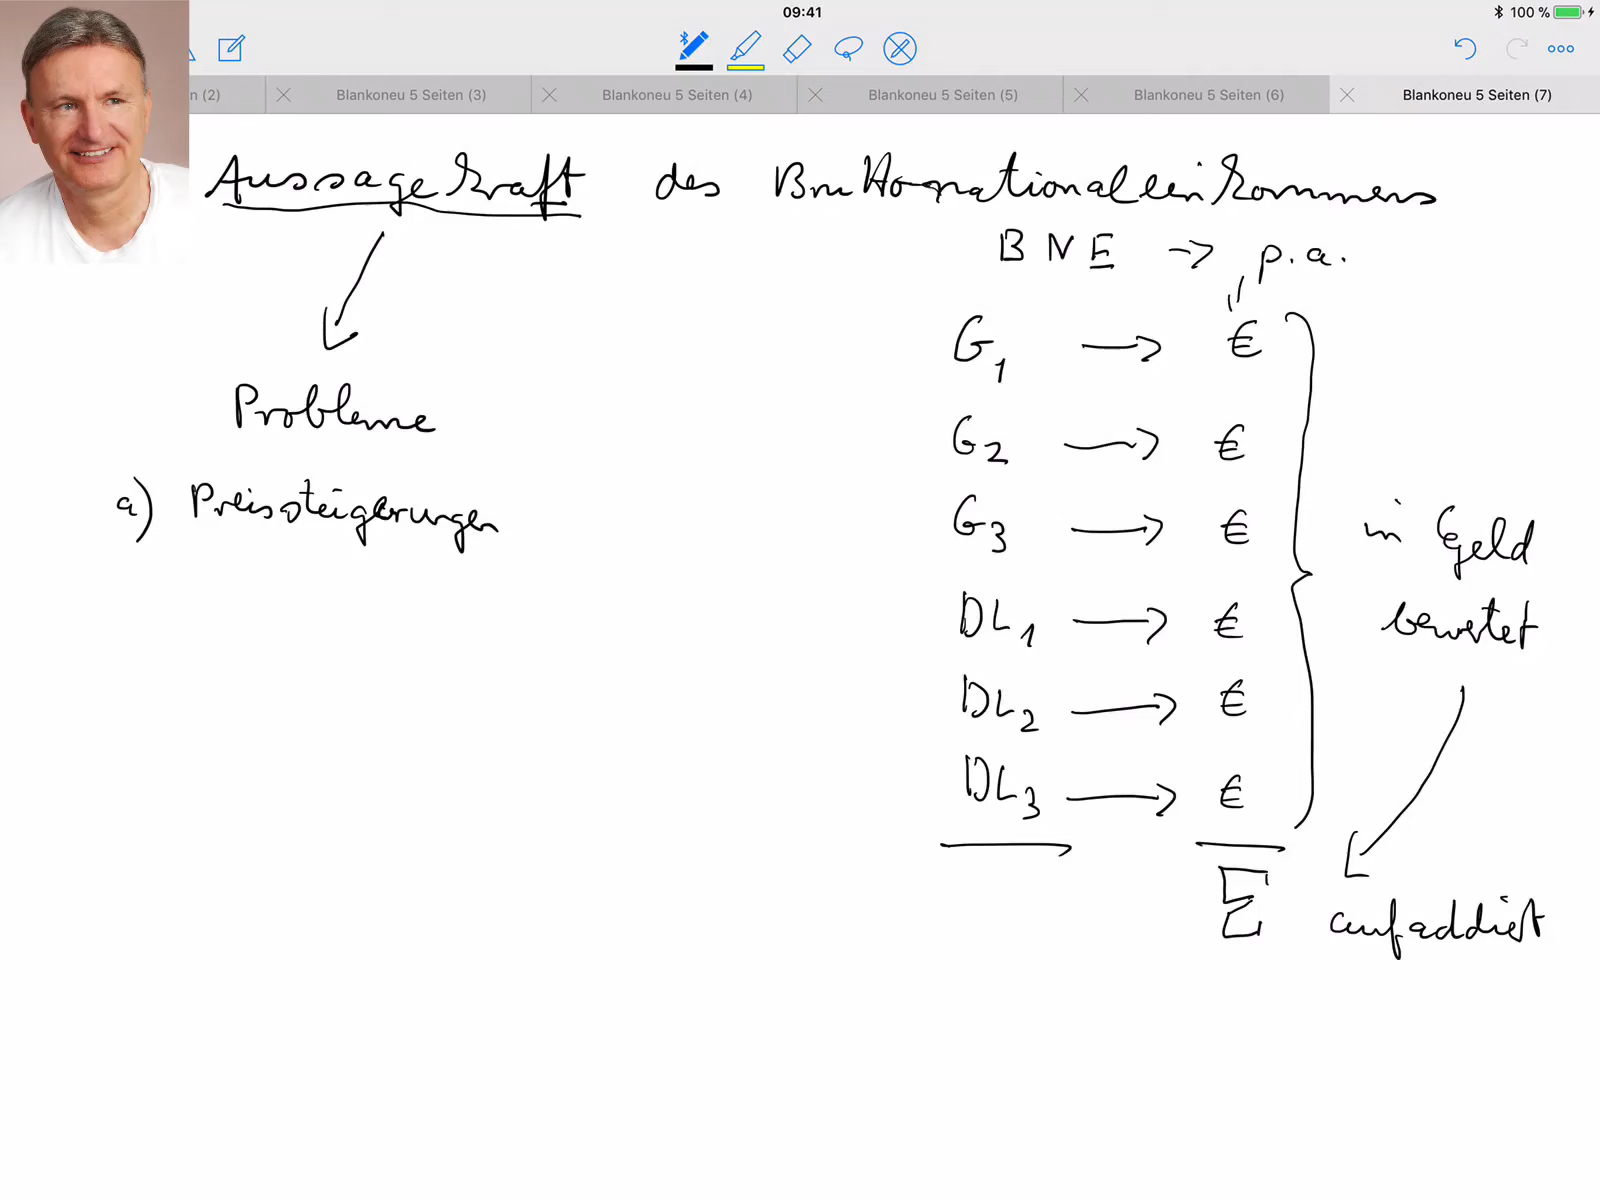 09:41
100 %
n (2)
Blankoneu 5 Seiten (3)
Blankoneu 5 Seiten (4)
Blankoneu 5 Seiten (5)
Blankoneu 5 Seiten (6)
Blankoneu 5 Seiten (7)
Aussagekraft des Bruttonationaleinkommens
BNE → p.a.
Probleme
a) Preissteigerungen
G1 → €
G2 → €
G3 → €
DL1 → €
DL2 → €
DL3 → €
Σ
in Geld
bewertet
aufaddiert